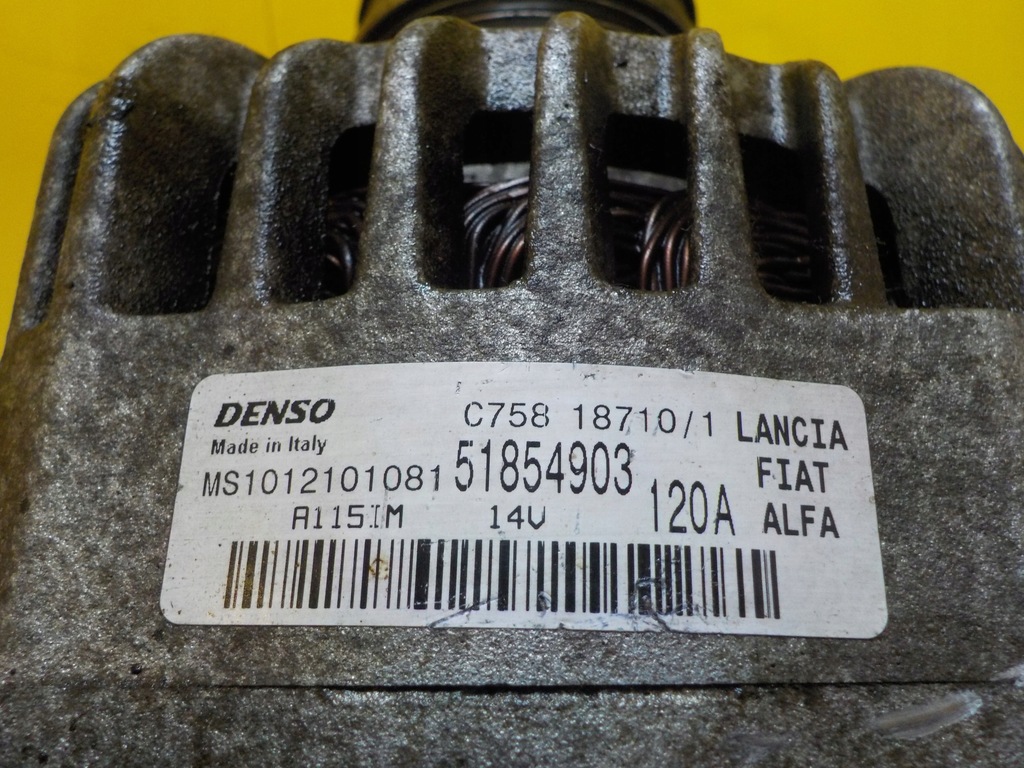 DENSO C758 18710/1 LANCIA
Made in Italy 51854903 FIAT
MS1012101081 120A ALFA
A115IM 14V